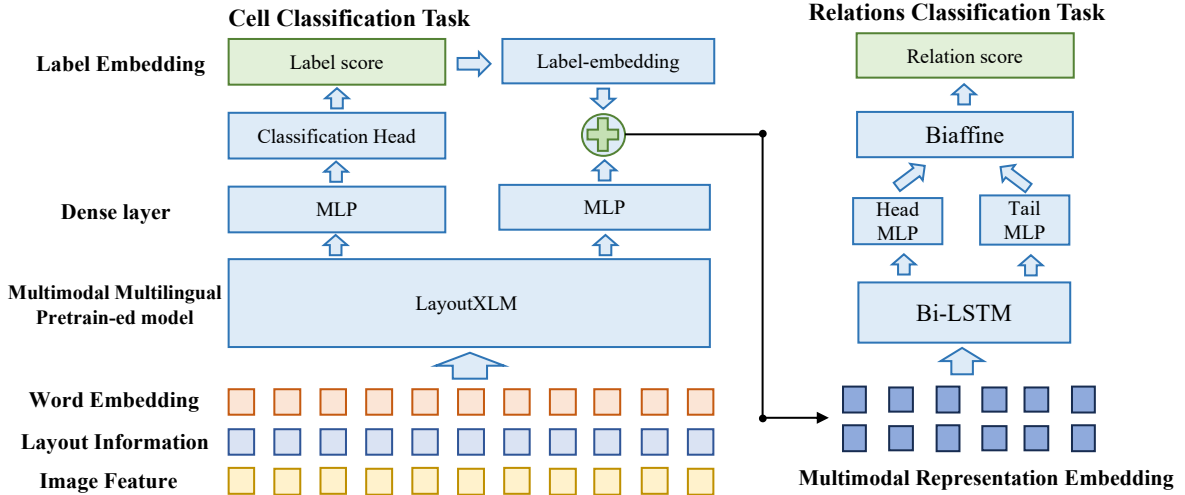 Cell Classification Task
Relations Classification Task
Label Embedding
Label score
Label-embedding
Relation score
Classification Head
Biaffine
Dense layer
MLP
MLP
Head
MLP
Tail
MLP
Multimodal Multilingual
Pretrain-ed model
LayoutXLM
Bi-LSTM
Word Embedding
Layout Information
Image Feature
Multimodal Representation Embedding